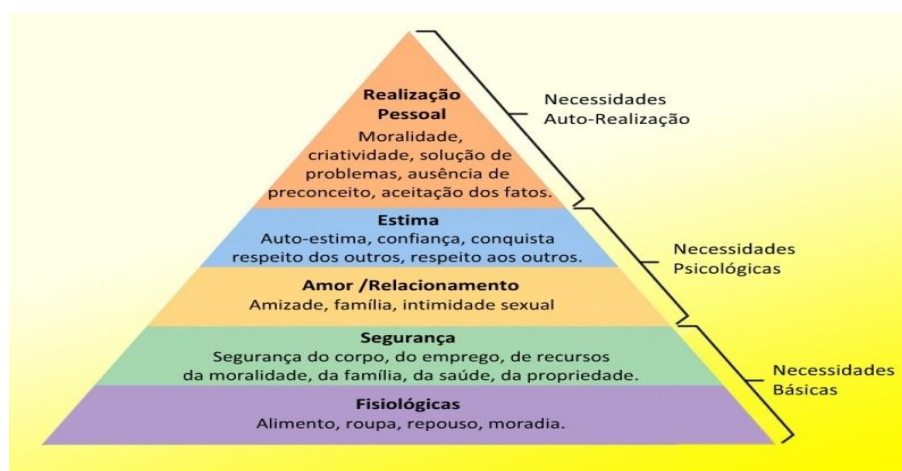 Realização
Pessoal
Moralidade,
criatividade, solução de
problemas, ausência de
preconceito, aceitação dos fatos.
Necessidades
Auto-Realização
Estima
Auto-estima, confiança, conquista
respeito dos outros, respeito aos outros.
Necessidades
Psicológicas
Amor /Relacionamento
Amizade, família, intimidade sexual
Segurança
Segurança do corpo, do emprego, de recursos
da moralidade, da família, da saúde, da propriedade.
Necessidades
Básicas
Fisiológicas
Alimento, roupa, repouso, moradia.